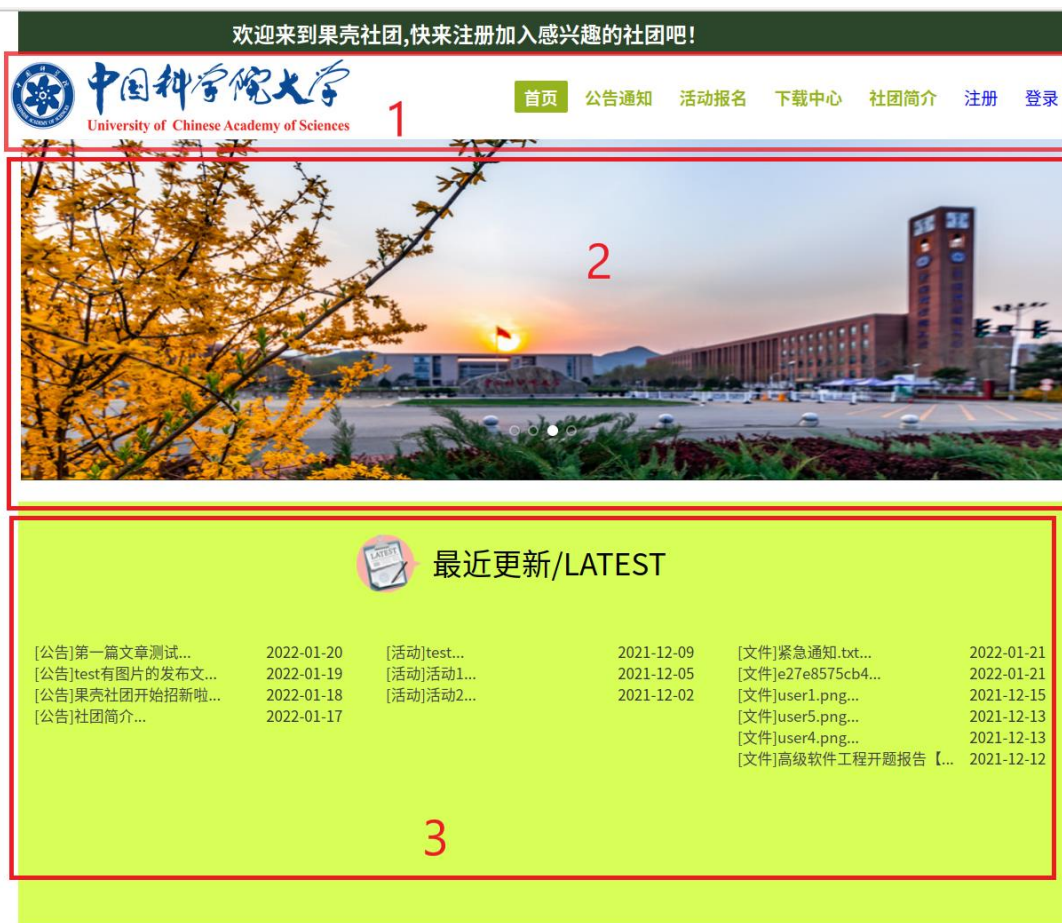 欢迎来到果壳社团,快来注册加入感兴趣的社团吧!
中国科学院大学
University of Chinese Academy of Sciences
1
首页 公告通知 活动报名 下载中心 社团简介 注册 登录
2
LATEST
最近更新/LATEST
[公告]第一篇文章测试... 2022-01-20
[公告]test有图片的发布文... 2022-01-19
[公告]果壳社团开始招新啦... 2022-01-18
[公告]社团简介... 2022-01-17
[活动]test... 2021-12-09
[活动]活动1... 2021-12-05
[活动]活动2... 2021-12-02
[文件]紧急通知.txt... 2022-01-21
[文件]e27e8575cb4... 2022-01-21
[文件]user1.png... 2021-12-15
[文件]user5.png... 2021-12-13
[文件]user4.png... 2021-12-13
[文件]高级软件工程开题报告【... 2021-12-12
3